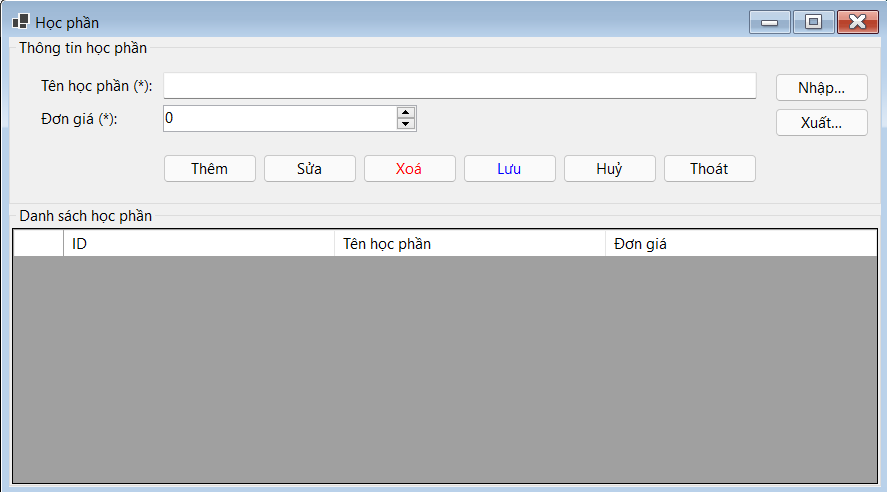 Học phần
Thông tin học phần
Tên học phần (*):
Nhập...
Đơn giá (*):
0
Xuất...
Thêm Sửa Xoá Lưu Huỷ Thoát
Danh sách học phần
ID Tên học phần Đơn giá